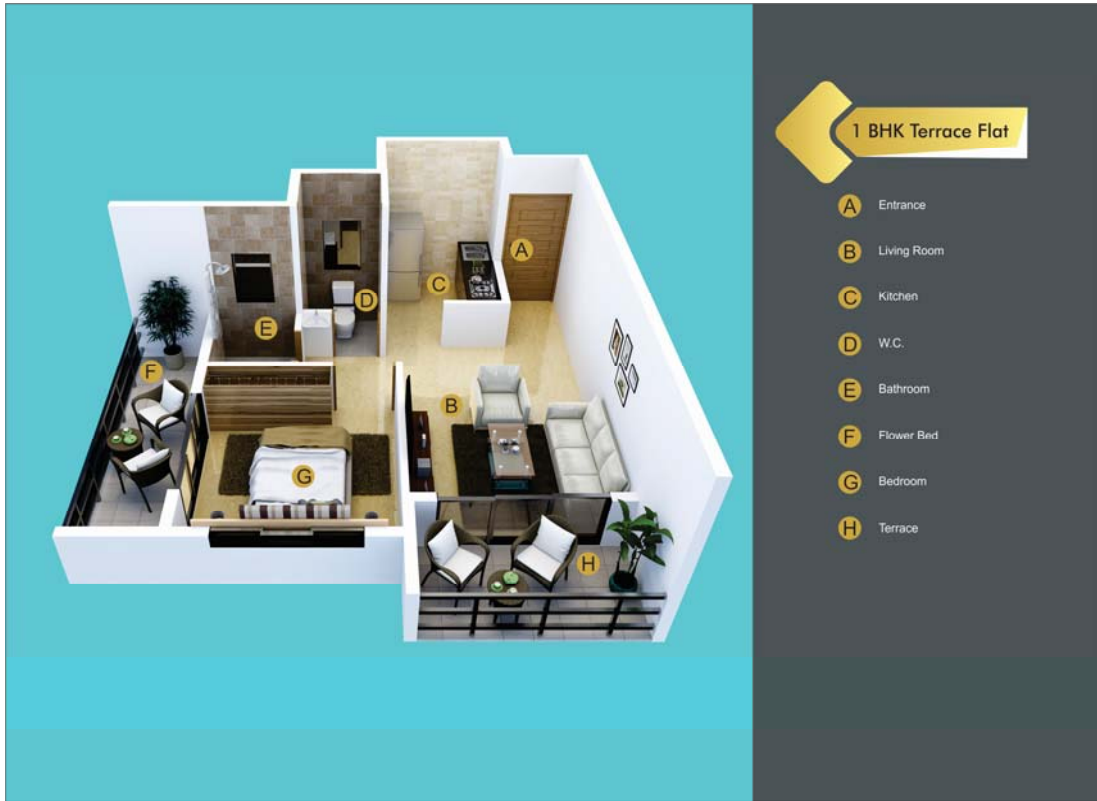 1 BHK Terrace Flat
A Entrance
B Living Room
C Kitchen
D W.C.
E Bathroom
F Flower Bed
G Bedroom
H Terrace
A
C
D
E
F
B
G
H